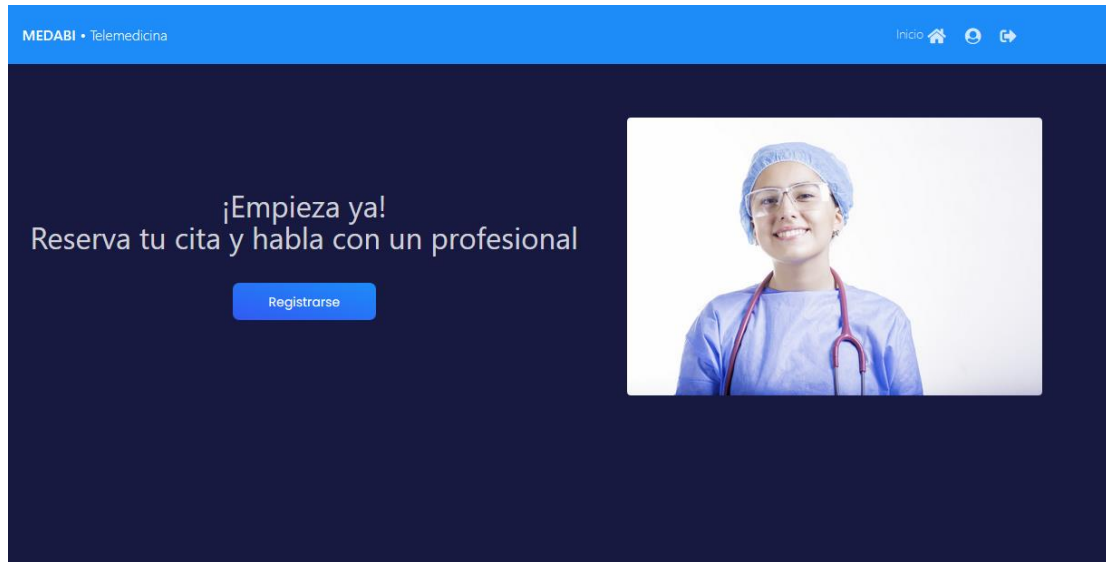 MEDABI • Telemedicina
Inicio
¡Empieza ya!
Reserva tu cita y habla con un profesional
Registrarse